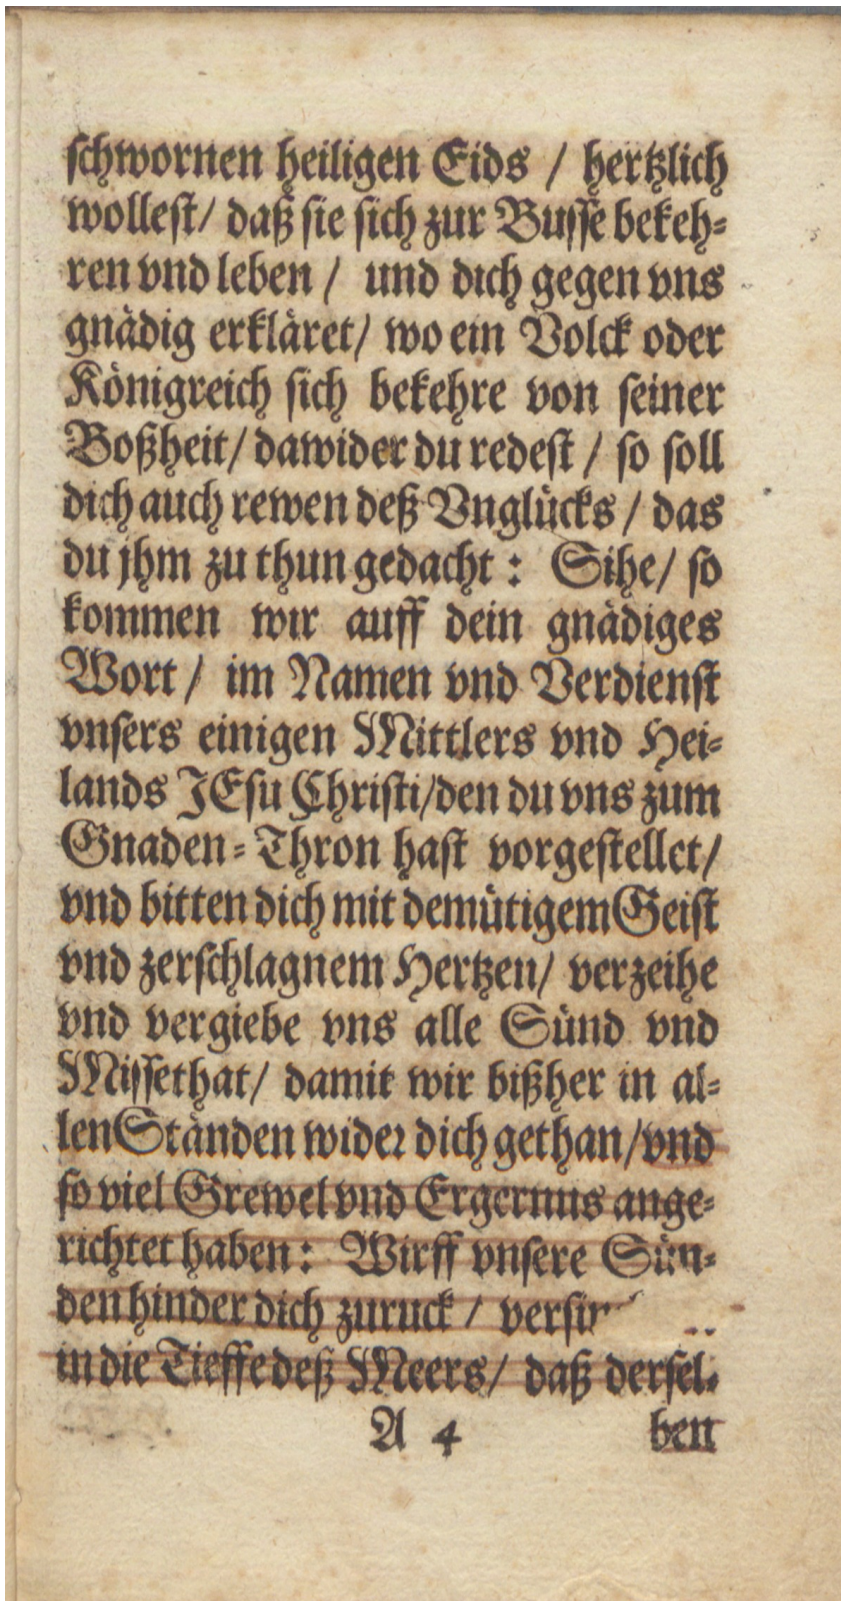 schwornen heiligen Eids / hertzlich
wollest / daß sie sich zur Busse bekeh-
ren vnd leben / und dich gegen vns
gnädig erkläret / wo ein Volck oder
Königreich sich bekehre von seiner
Boßheit / dawider du redest / so soll
dich auch rewen deß Vnglücks / das
du jhm zu thun gedacht: Sihe / so
kommen wir auff dein gnädiges
Wort / im Namen vnd Verdienst
vnsers einigen Mittlers vnd Hei-
lands JEsu Christi / den du vns zum
Gnaden-Thron hast vorgestellet /
vnd bitten dich mit demütigem Geist
vnd zerschlagnem Hertzen / verzeihe
vnd vergiebe vns alle Sünd vnd
Missethat / damit wir bißher in al-
len Ständen wider dich gethan / vnd
so viel Grewel vnd Ergernus ange-
richtet haben: Wirff vnsere Sün-
den hinder dich zuruck /
in die Tieffe deß Meers / daß dersel-
A 4 ben